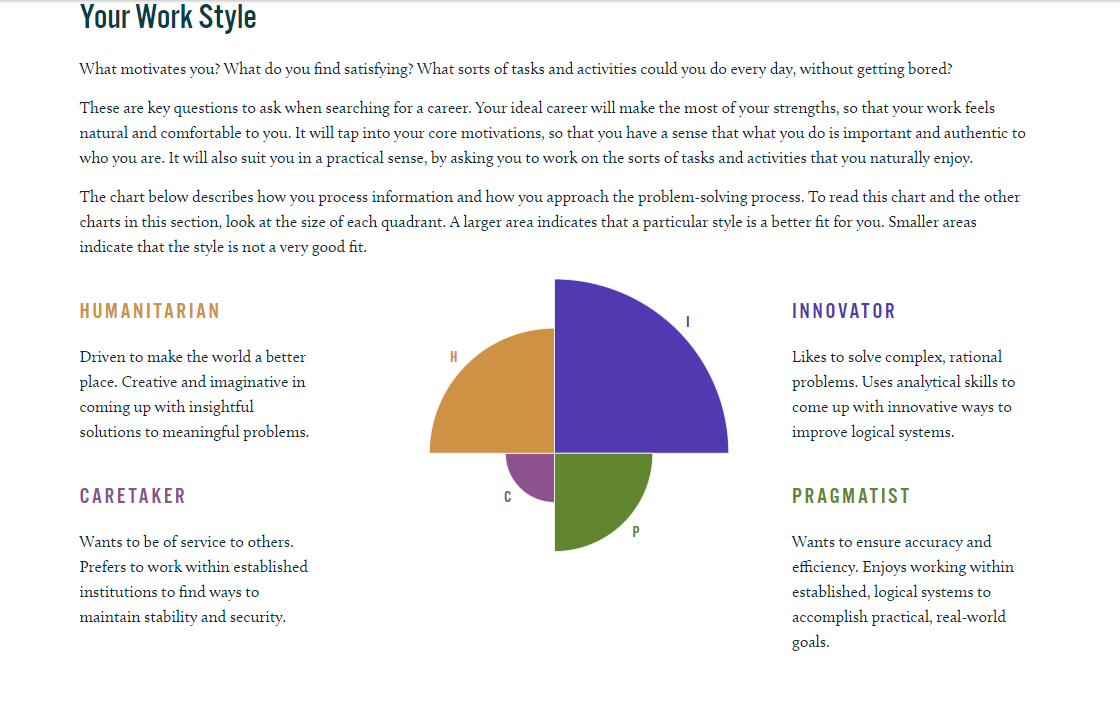 Your Work Style
What motivates you? What do you find satisfying? What sorts of tasks and activities could you do every day, without getting bored?
These are key questions to ask when searching for a career. Your ideal career will make the most of your strengths, so that your work feels
natural and comfortable to you. It will tap into your core motivations, so that you have a sense that what you do is important and authentic to
who you are. It will also suit you in a practical sense, by asking you to work on the sorts of tasks and activities that you naturally enjoy.
The chart below describes how you process information and how you approach the problem-solving process. To read this chart and the other
charts in this section, look at the size of each quadrant. A larger area indicates that a particular style is a better fit for you. Smaller areas
indicate that the style is not a very good fit.
HUMANITARIAN
Driven to make the world a better
place. Creative and imaginative in
coming up with insightful
solutions to meaningful problems.
CARETAKER
Wants to be of service to others.
Prefers to work within established
institutions to find ways to
maintain stability and security.
H
I
C
P
INNOVATOR
Likes to solve complex, rational
problems. Uses analytical skills to
come up with innovative ways to
improve logical systems.
PRAGMATIST
Wants to ensure accuracy and
efficiency. Enjoys working within
established, logical systems to
accomplish practical, real-world
goals.